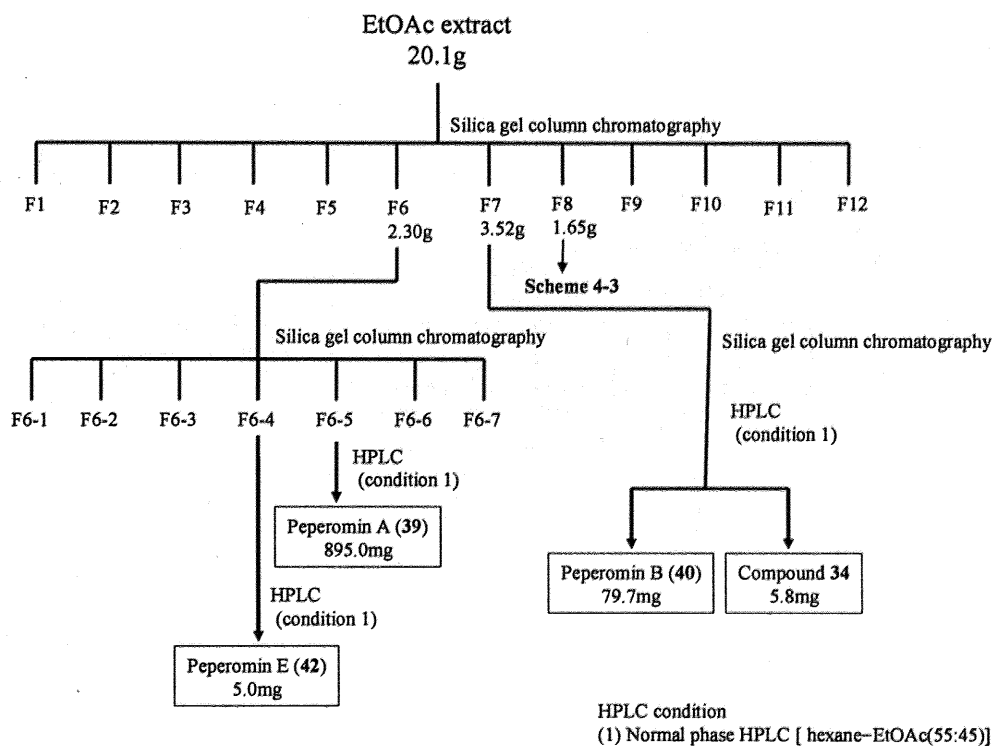 EtOAc extract
20.1g
Silica gel column chromatography
F1 F2 F3 F4 F5 F6 F7 F8 F9 F10 F11 F12
2.30g 3.52g 1.65g
Scheme 4-3
Silica gel column chromatography
Silica gel column chromatography
F6-1 F6-2 F6-3 F6-4 F6-5 F6-6 F6-7
HPLC
(condition 1)
HPLC
(condition 1)
Peperomin A (39)
895.0mg
Peperomin B (40)
79.7mg
Compound 34
5.8mg
HPLC
(condition 1)
Peperomin E (42)
5.0mg
HPLC condition
(1) Normal phase HPLC [ hexane-EtOAc(55:45)]